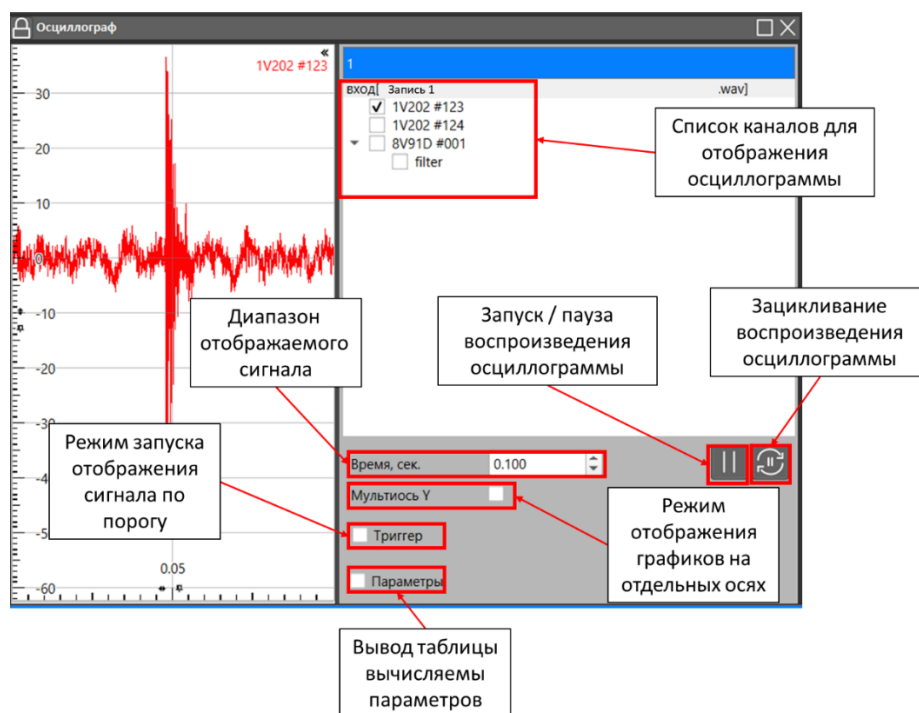 Осциллограф
1V202 #123
30
20
10
0
-10
-20
-30
-4
-5
-60
0.05
1
ВХОД[ Запись 1 .wav]
1V202 #123
1V202 #124
8V91D #001
filter
Список каналов для
отображения
осциллограммы
Диапазон
отображаемого
сигнала
Запуск / пауза
воспроизведения
осциллограммы
Зацикливание
воспроизведения
осциллограммы
Режим запуска
отображения
сигнала по
порогу
Время, сек. 0.100
Мультиось Y
Триггер
Параметры
Режим
отображения
графиков на
отдельных осях
Вывод таблицы
вычисляемы
параметров